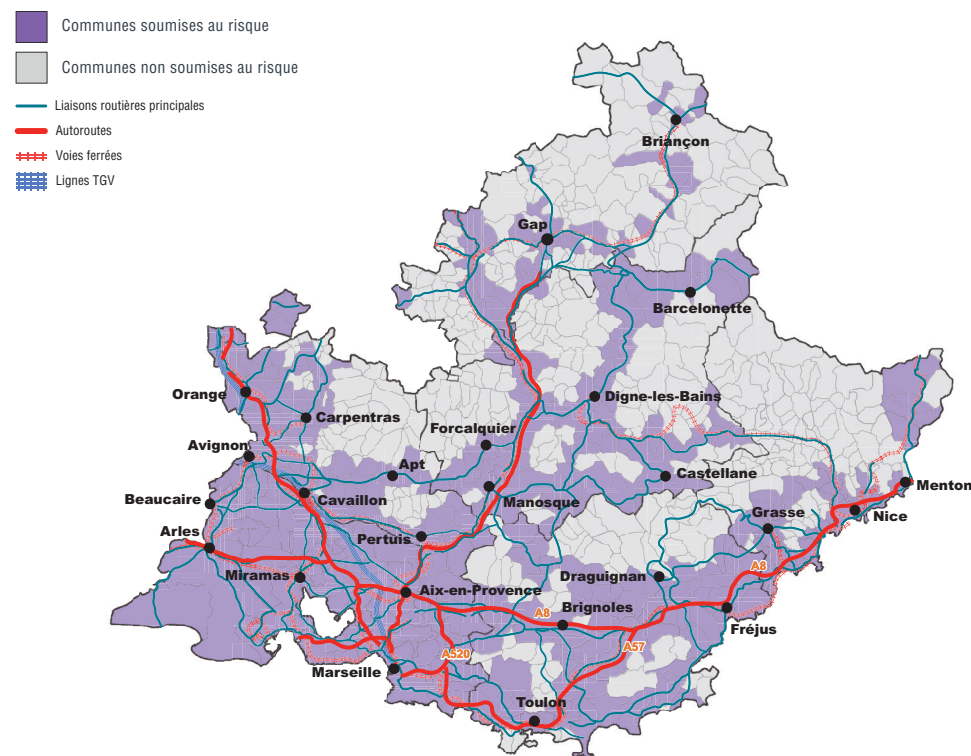 Communes soumises au risque
Communes non soumises au risque
Liaisons routières principales
Autoroutes
Voies ferrées
Lignes TGV
Briançon
Gap
Barcelonette
Orange
Carpentras
Digne-les-Bains
Forcalquier
Avignon
Apt
Castellane
Menton
Beaucaire
Cavaillon
Manosque
Grasse
Nice
Arles
Pertuis
A8
Miramas
Aix-en-Provence
Draguignan
A8
Brignoles
Fréjus
A520
A57
Marseille
Toulon